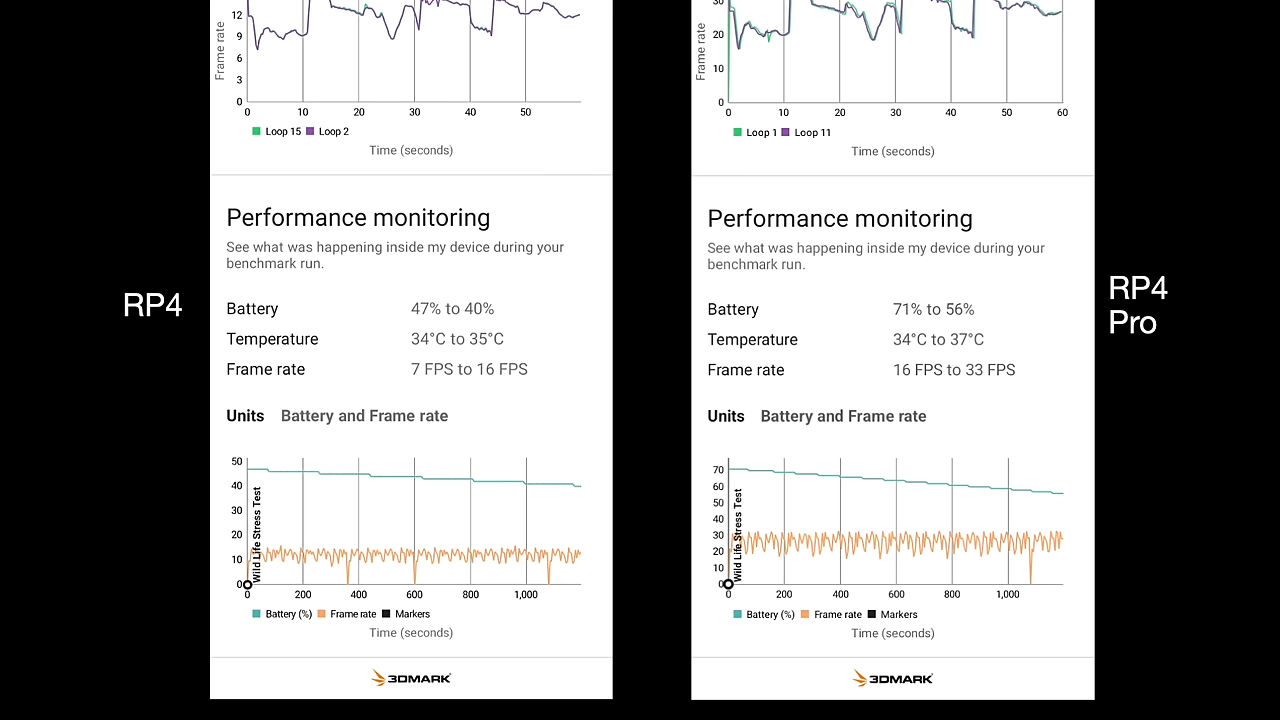 12
9
6
3
0
Frame rate
0 10 20 30 40 50
Loop 15 Loop 2
Time (seconds)
Performance monitoring
See what was happening inside my device during your
benchmark run.
Battery 47% to 40%
Temperature 34°C to 35°C
Frame rate 7 FPS to 16 FPS
Units Battery and Frame rate
50
40
30
20
10
0
Wild Life Stress Test
0 200 400 600 800 1,000
Battery (%) Frame rate Markers
Time (seconds)
3DMARK
RP4
30
20
10
0
Frame rate
0 10 20 30 40 50 60
Loop 1 Loop 11
Time (seconds)
Performance monitoring
See what was happening inside my device during your
benchmark run.
Battery 71% to 56%
Temperature 34°C to 37°C
Frame rate 16 FPS to 33 FPS
Units Battery and Frame rate
70
60
50
40
30
20
10
0
Wild Life Stress Test
0 200 400 600 800 1,000
Battery (%) Frame rate Markers
Time (seconds)
3DMARK
RP4
Pro